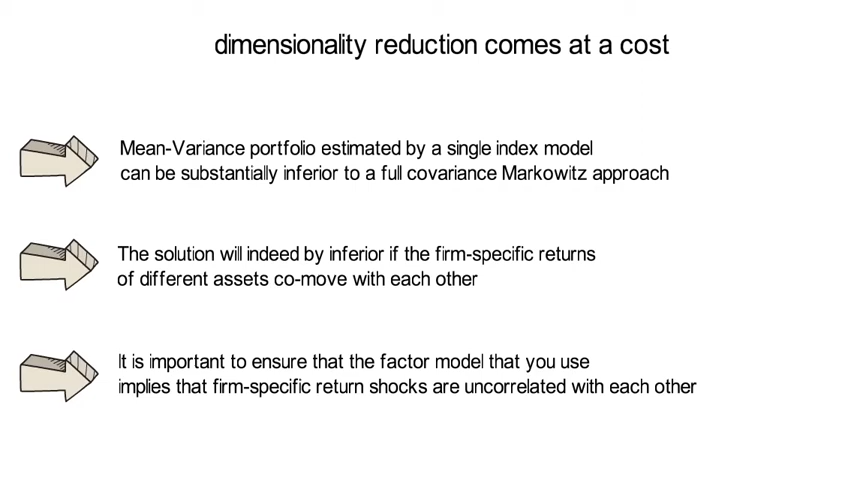 dimensionality reduction comes at a cost
Mean-Variance portfolio estimated by a single index model
can be substantially inferior to a full covariance Markowitz approach
The solution will indeed by inferior if the firm-specific returns
of different assets co-move with each other
It is important to ensure that the factor model that you use
implies that firm-specific return shocks are uncorrelated with each other